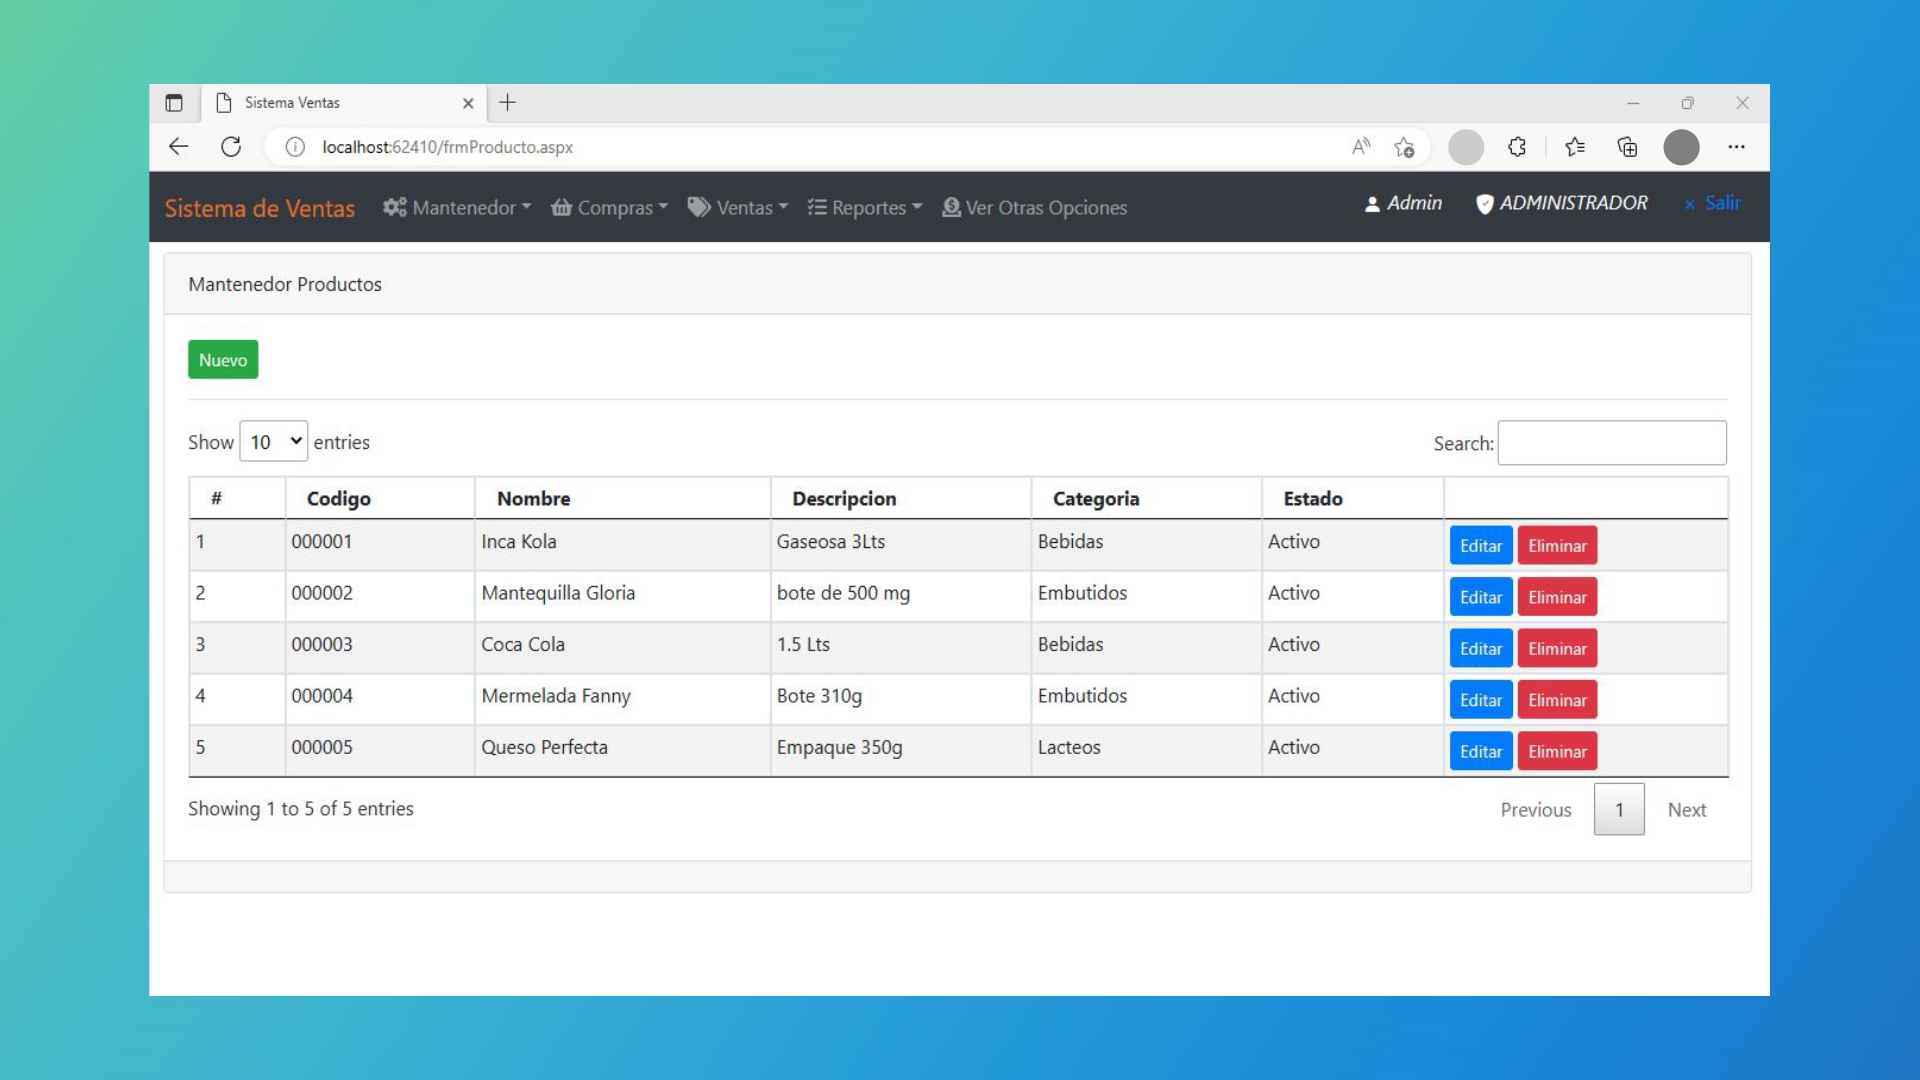 Sistema Ventas
localhost:62410/frmProducto.aspx
Sistema de Ventas Mantenedor Compras Ventas Reportes Ver Otras Opciones Admin ADMINISTRADOR × Salir
Mantenedor Productos
Nuevo
Show 10 entries Search:
# Codigo Nombre Descripcion Categoria Estado
1 000001 Inca Kola Gaseosa 3Lts Bebidas Activo Editar Eliminar
2 000002 Mantequilla Gloria bote de 500 mg Embutidos Activo Editar Eliminar
3 000003 Coca Cola 1.5 Lts Bebidas Activo Editar Eliminar
4 000004 Mermelada Fanny Bote 310g Embutidos Activo Editar Eliminar
5 000005 Queso Perfecta Empaque 350g Lacteos Activo Editar Eliminar
Showing 1 to 5 of 5 entries Previous 1 Next